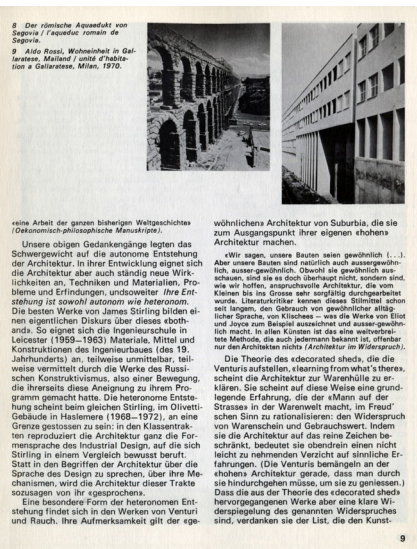 8 Der römische Aquaedukt von
Segovia / l'aqueduc romain de
Segovia.
9 Aldo Rossi, Wohneinheit in Gal-
laratese, Mailand / unité d'habita-
tion a Gallaratese, Milan, 1970.
«eine Arbeit der ganzen bisherigen Weltgeschichte»
(Oekonomisch-philosophische Manuskripte).
Unsere obigen Gedankengänge legten das
Schwergewicht auf die autonome Entstehung
der Architektur. In ihrer Entwicklung eignet sich
die Architektur aber auch ständig neue Wirk-
lichkeiten an, Techniken und Materialien, Pro-
bleme und Erfindungen, undsoweiter Ihre Ent-
stehung ist sowohl autonom wie heteronom.
Die besten Werke von James Stirling bilden ei-
nen eigentlichen Diskurs über dieses «both-
and». So eignet sich die Ingenieurschule in
Leicester (1959–1963) Materiale, Mittel und
Konstruktionen des Ingenieurbaues (des 19.
Jahrhunderts) an, teilweise unmittelbar, teil-
weise vermittelt durch die Werke des Russi-
schen Konstruktivismus, also einer Bewegung,
die ihrerseits diese Aneignung zu ihrem Pro-
gramm gemacht hatte. Die heteronome Entste-
hung scheint beim gleichen Stirling, im Olivetti-
Gebäude in Haslemere (1968–1972), an eine
Grenze gestossen zu sein: in den Klassentrak-
ten reproduziert die Architektur ganz die For-
mensprache des Industrial Design, auf die sich
Stirling in einem Vergleich bewusst beruft.
Statt in den Begriffen der Architektur über die
Sprache des Design zu sprechen, über ihre Me-
chanismen, wird die Architektur dieser Trakte
sozusagen von ihr «gesprochen».
Eine besondere Form der heteronomen Ent-
stehung findet sich in den Werken von Venturi
und Rauch. Ihre Aufmerksamkeit gilt der «ge-
wöhnlichen» Architektur von Suburbia, die sie
zum Ausgangspunkt ihrer eigenen «hohen»
Architektur machen.
«Wir sagen, unsere Bauten seien gewöhnlich (. . .).
Aber unsere Bauten sind natürlich auch aussergewöhn-
lich, ausser-gewöhnlich. Obwohl sie gewöhnlich aus-
schauen, sind sie es doch überhaupt nicht, sondern sind,
wie wir hoffen, anspruchsvolle Architektur, die vom
Kleinen bis ins Grosse sehr sorgfältig durchgearbeitet
wurde. Literaturkritiker kennen dieses Stilmittel schon
seit langem, den Gebrauch von gewöhnlicher alltäg-
licher Sprache, von Klischees – was die Werke von Eliot
und Joyce zum Beispiel auszeichnet und ausser-gewöhn-
lich macht. In allen Künsten ist das eine weitverbrei-
tete Methode, die auch jedermann bekannt ist, offenbar
nur den Architekten nicht» (Architektur im Widerspruch).
Die Theorie des «decorated shed», die die
Venturis aufstellen, «learning from what's there»,
scheint die Architektur zur Warenhülle zu er-
klären. Sie scheint auf diese Weise eine grund-
legende Erfahrung, die der «Mann auf der
Strasse» in der Warenwelt macht, im Freud'
schen Sinn zu rationalisieren: den Widerspruch
von Warenschein und Gebrauchswert. Indem
sie die Architektur auf das reine Zeichen be-
schränkt, bedeutet sie obendrein einen nicht
leicht zu nehmenden Verzicht auf sinnliche Er-
fahrungen. (Die Venturis bemängeln an der
«hohen» Architektur gerade, dass man durch
sie hindurchgehen müsse, um sie zu geniessen.)
Dass die aus der Theorie des «decorated shed»
hervorgegangenen Werke aber eine klare Wi-
derspiegelung des genannten Widerspruches
sind, verdanken sie der List, die den Kunst-
9